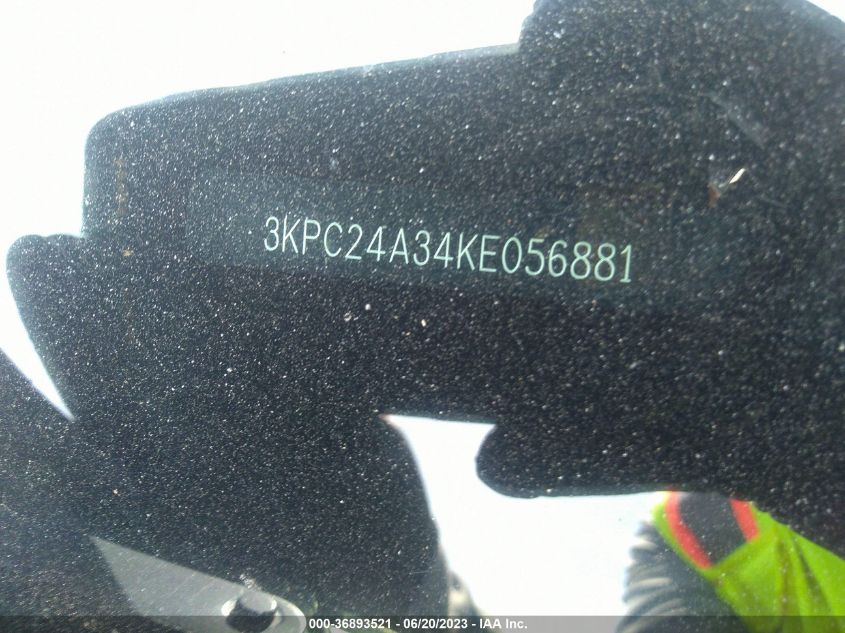 3KPC24A34KE056881
000-36893521 - 06/20/2023 - IAA Inc.